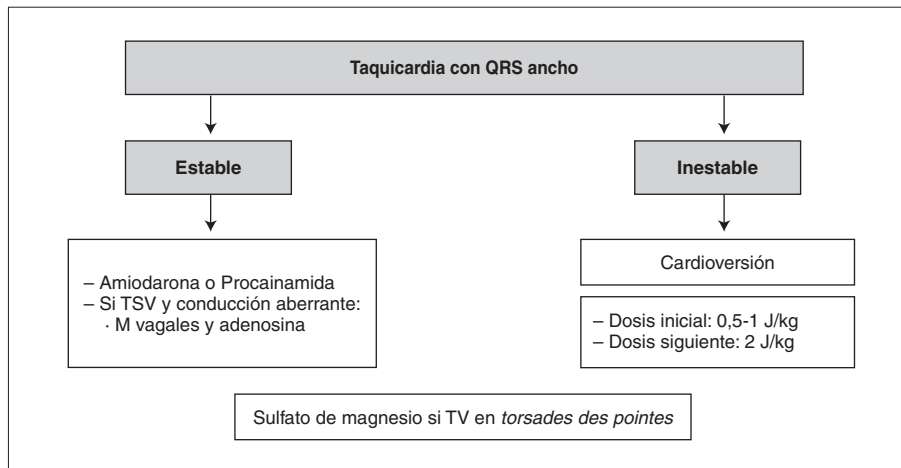 Taquicardia con QRS ancho
Estable
Inestable
– Amiodarona o Procainamida
– Si TSV y conducción aberrante:
· M vagales y adenosina
Cardioversión
– Dosis inicial: 0,5-1 J/kg
– Dosis siguiente: 2 J/kg
Sulfato de magnesio si TV en torsades des pointes